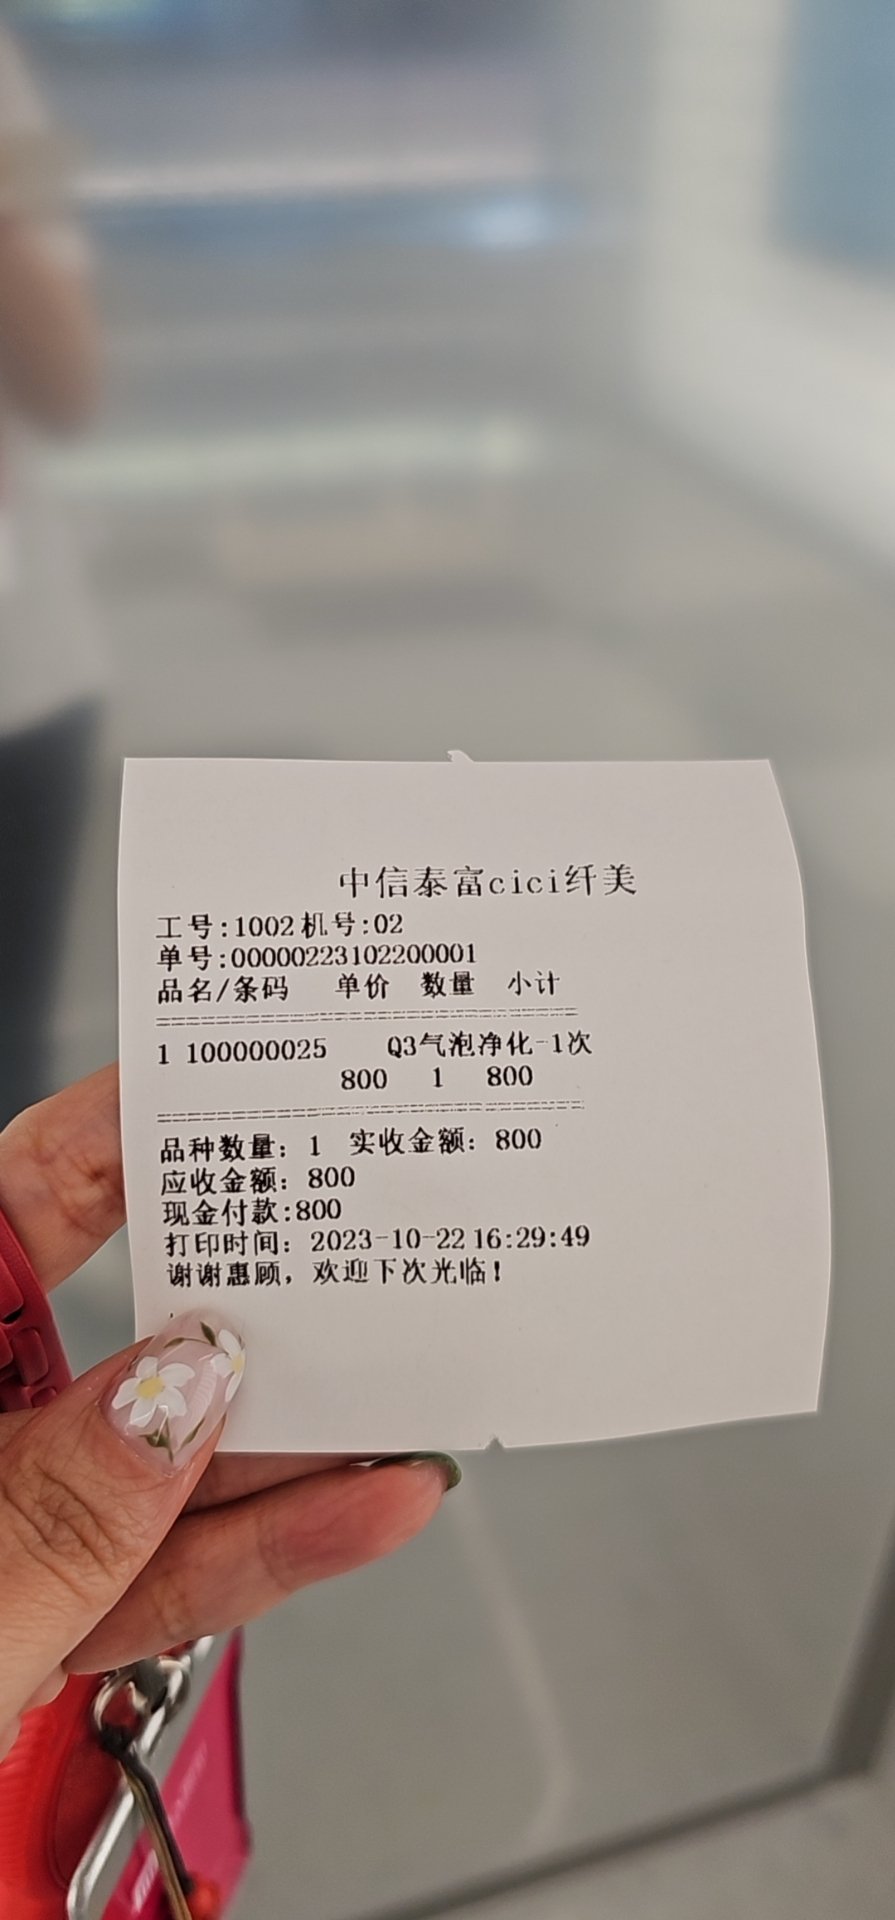 中信泰富cici纤美
工号:1002 机号:02
单号:00000223102200001
品名/条码 单价 数量 小计
1 100000025 Q3气泡净化-1次
800 1 800
品种数量: 1 实收金额: 800
应收金额: 800
现金付款:800
打印时间: 2023-10-22 16:29:49
谢谢惠顾, 欢迎下次光临!